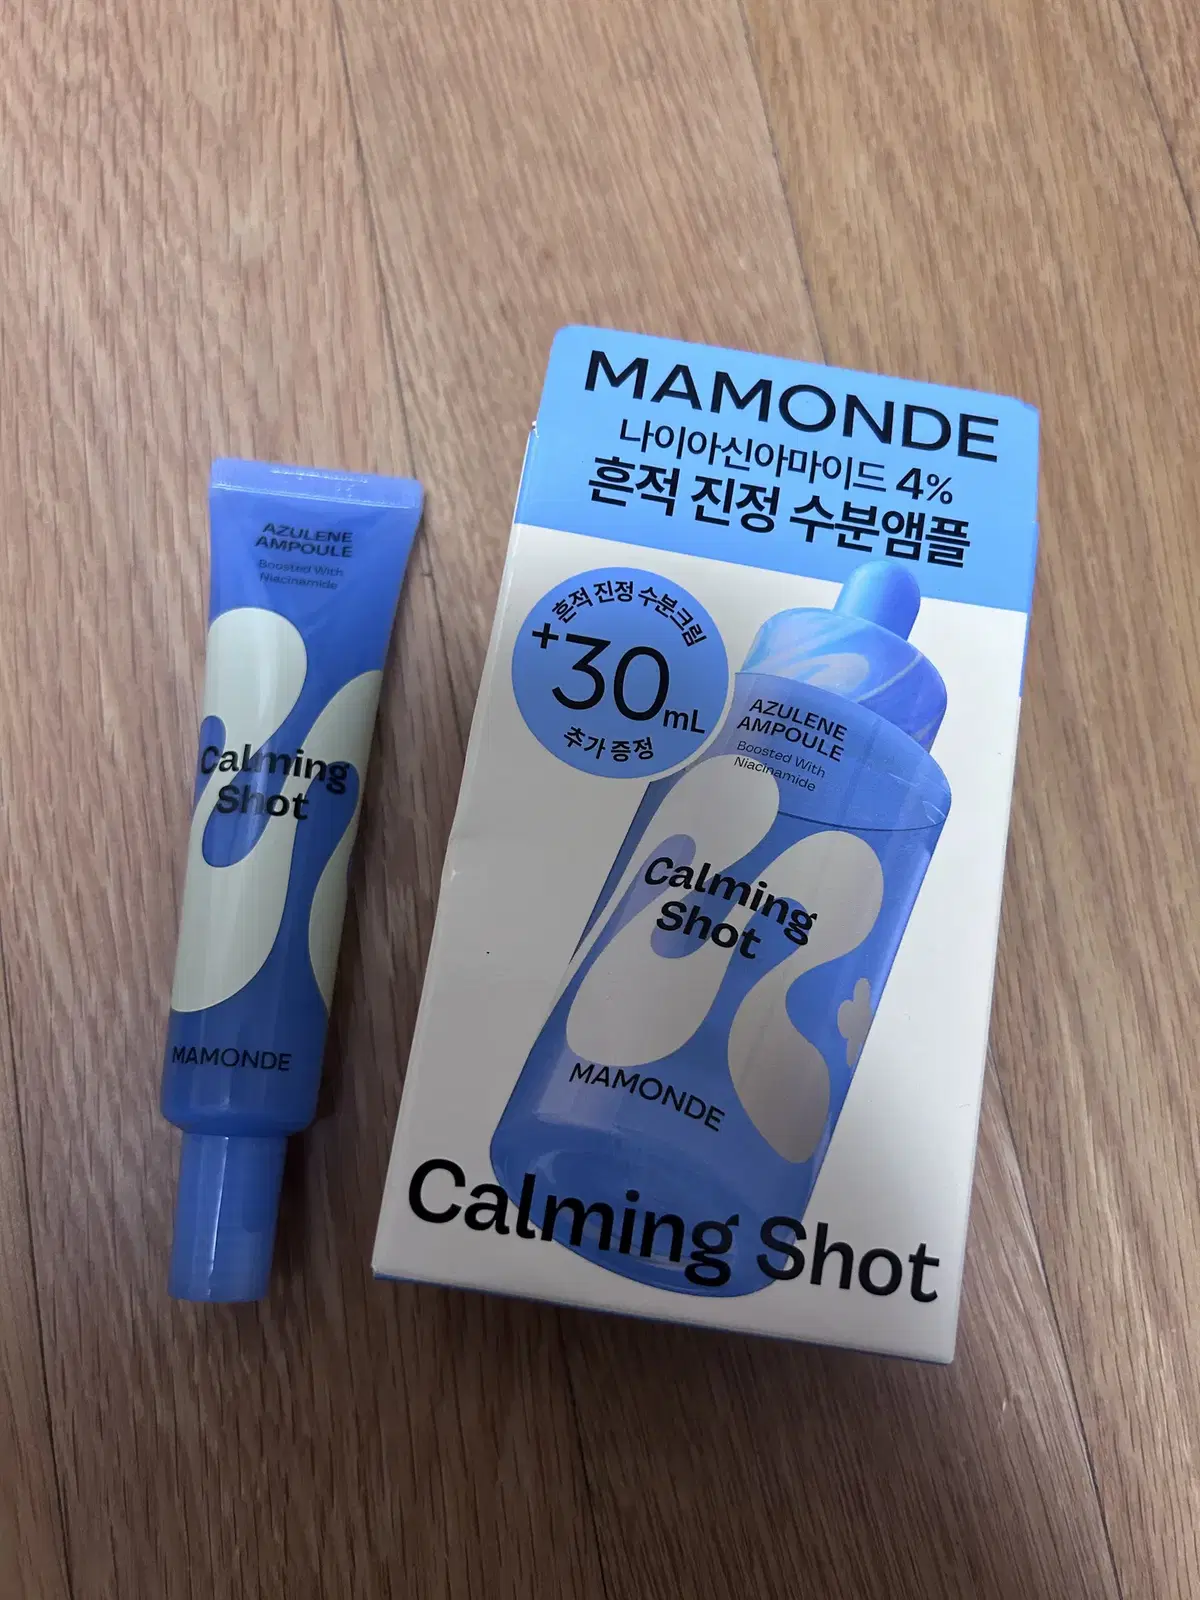 AZULENE
AMPOULE
Boosted With
Niacinamide
Calming
Shot
MAMONDE
MAMONDE
나이아신아마이드 4%
흔적 진정 수분앰플
흔적 진정 수분크림
+30mL
추가 증정
AZULENE
AMPOULE
Boosted With
Niacinamide
Calming
Shot
MAMONDE
Calming Shot